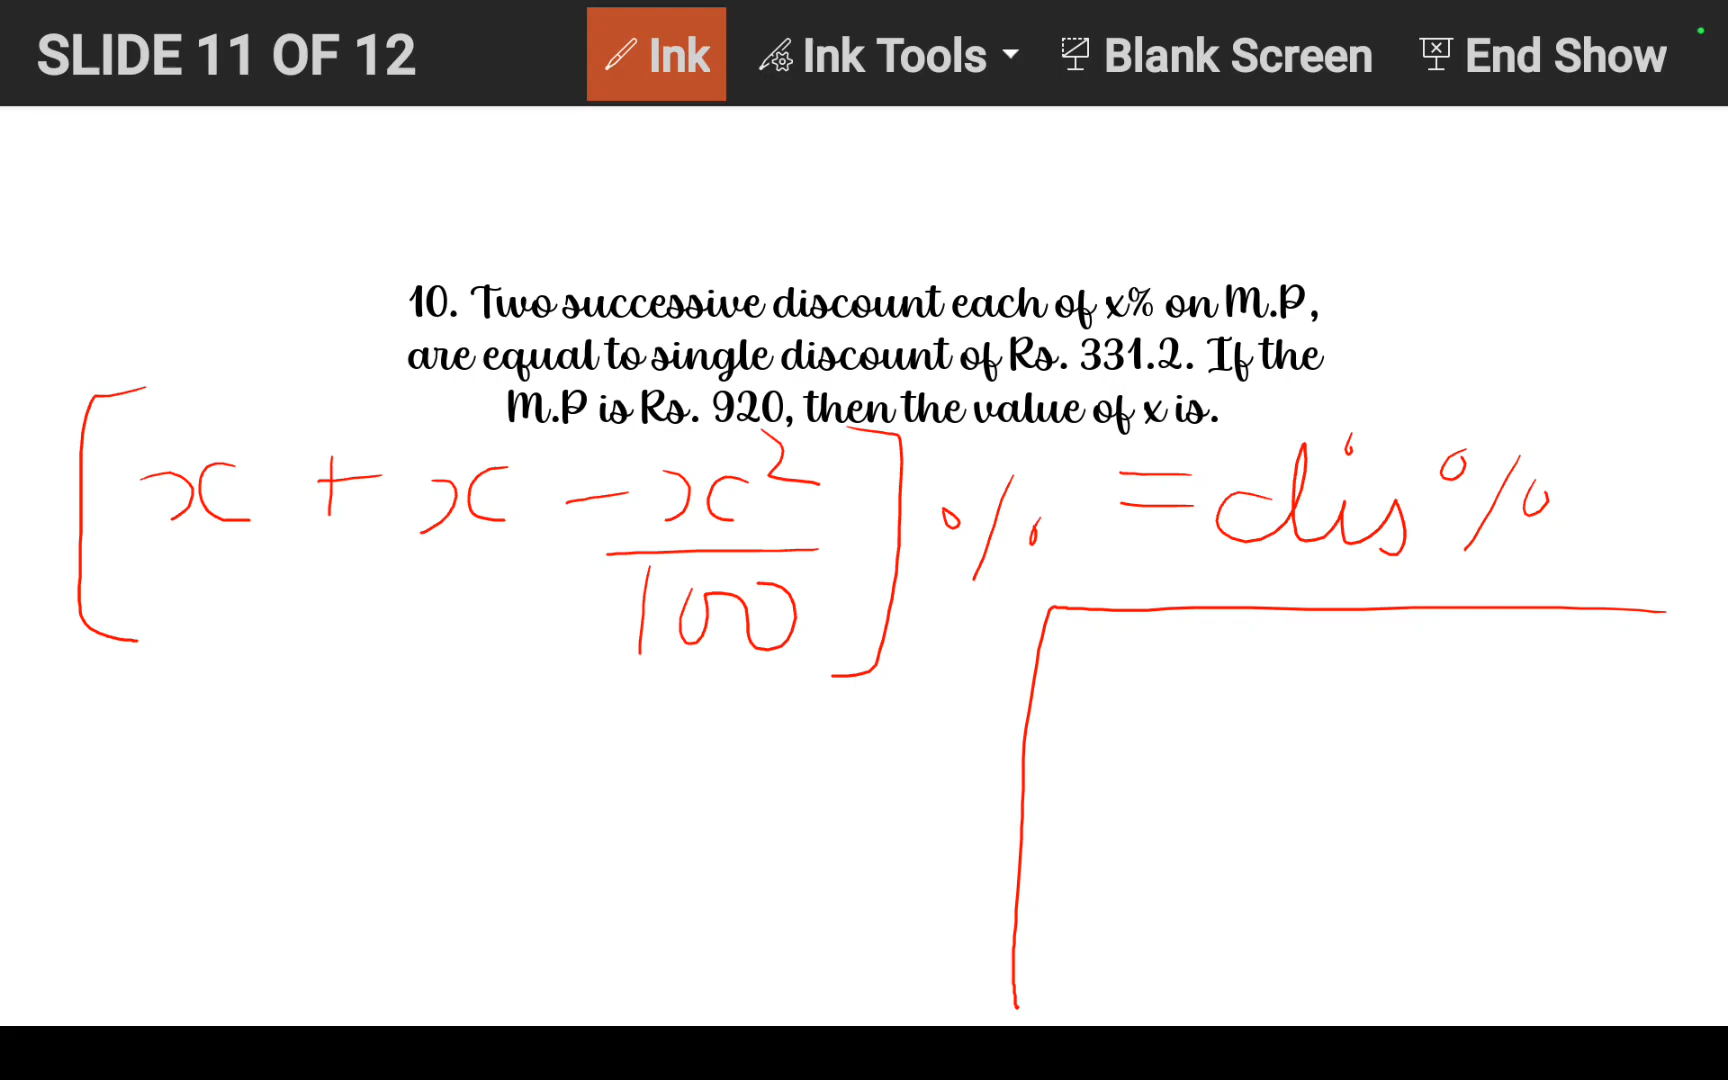 SLIDE 11 OF 12 Ink Ink Tools Blank Screen End Show
10. Two successive discount each of x% on M.P,
are equal to single discount of Rs. 331.2. If the
M.P is Rs. 920, then the value of x is.
[x + x - x²/100]% = dis%